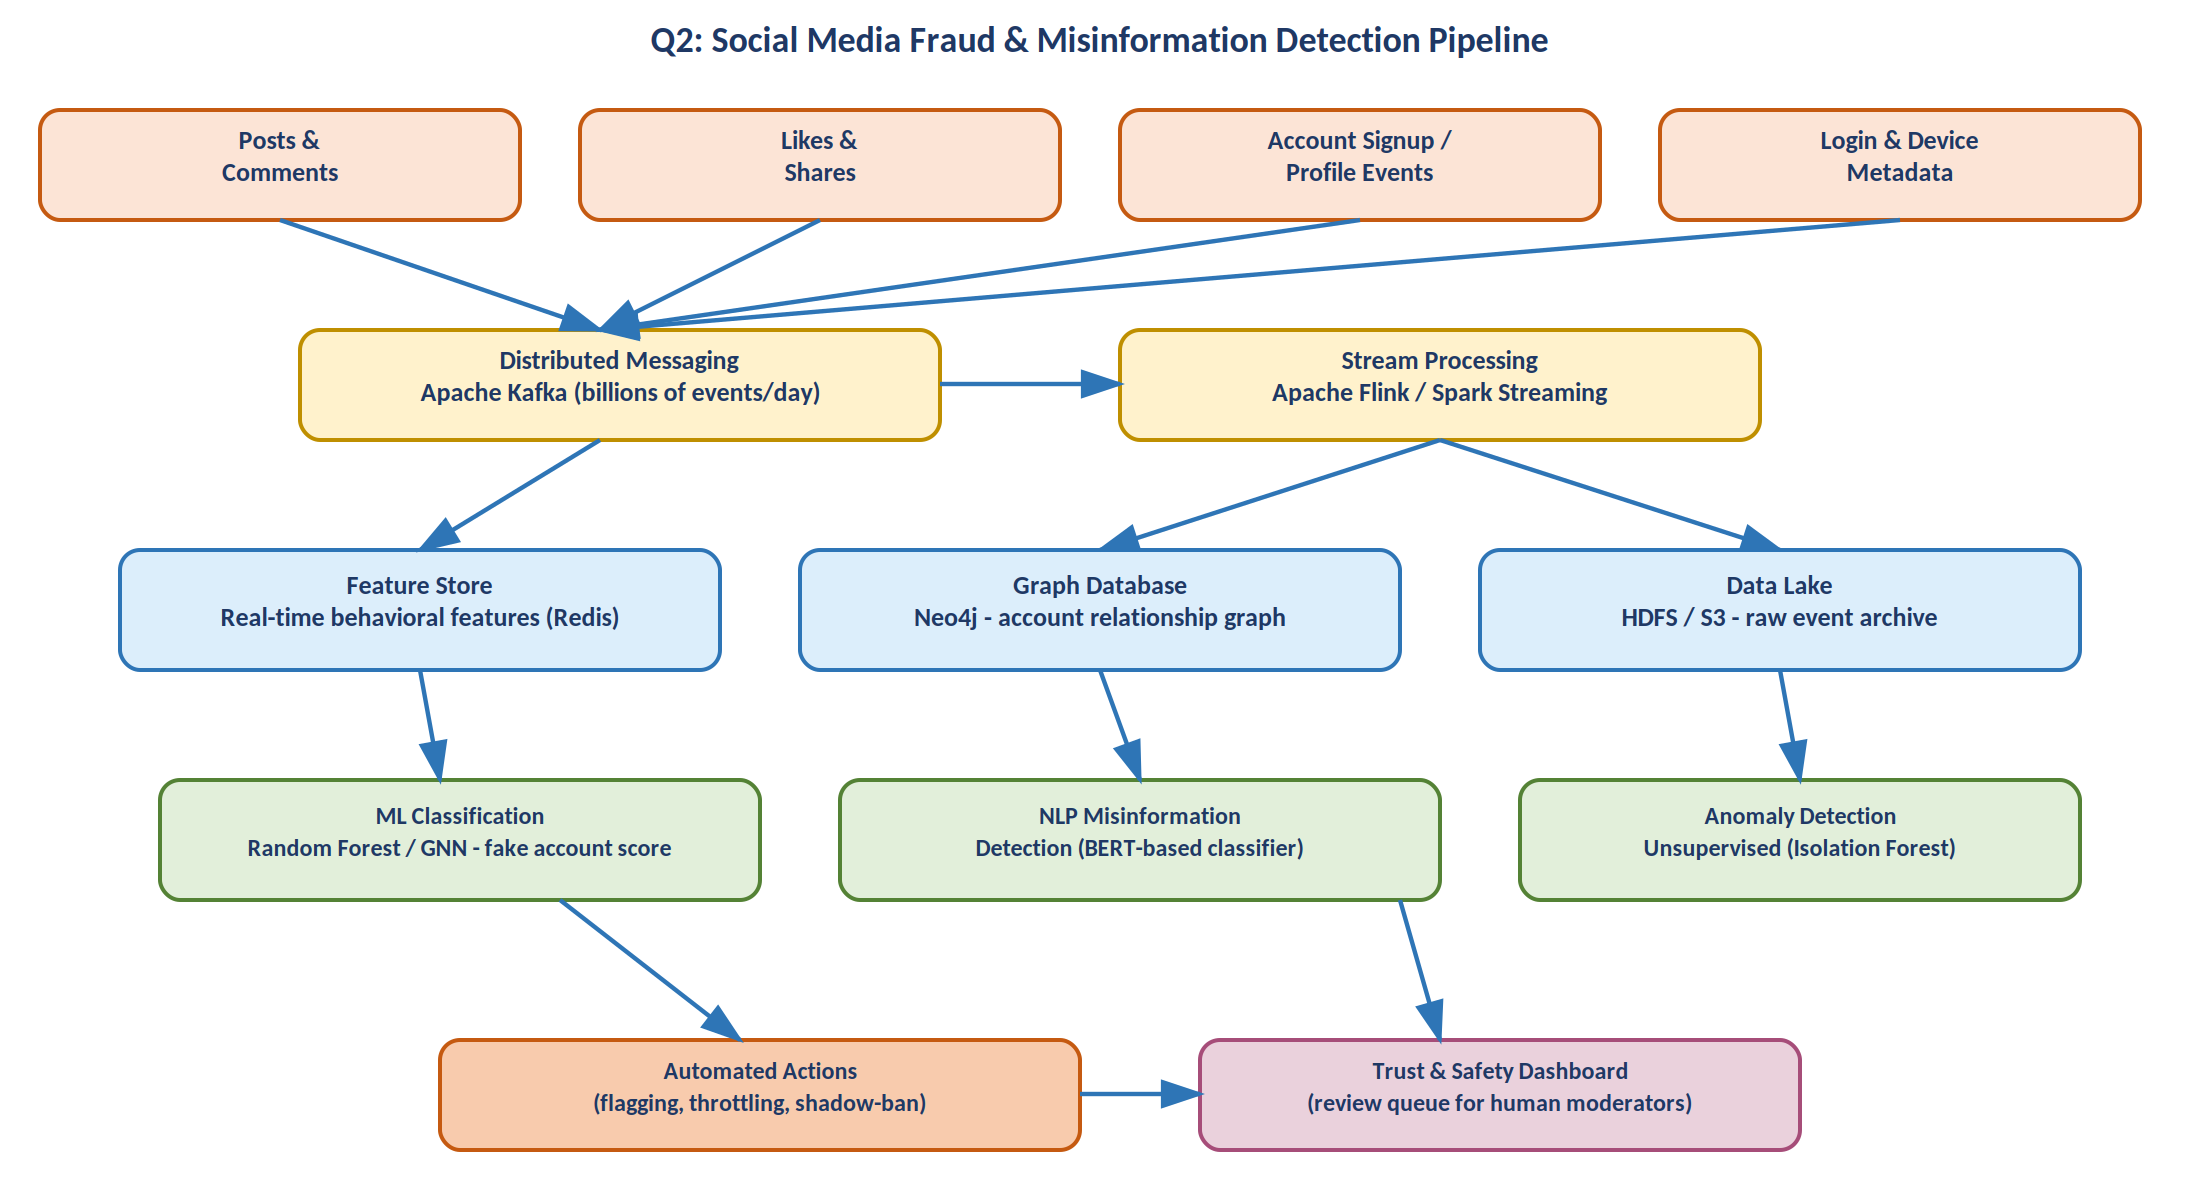 Q2: Social Media Fraud & Misinformation Detection Pipeline
Posts &
Comments
Likes &
Shares
Account Signup /
Profile Events
Login & Device
Metadata
Distributed Messaging
Apache Kafka (billions of events/day)
Stream Processing
Apache Flink / Spark Streaming
Feature Store
Real-time behavioral features (Redis)
Graph Database
Neo4j - account relationship graph
Data Lake
HDFS / S3 - raw event archive
ML Classification
Random Forest / GNN - fake account score
NLP Misinformation
Detection (BERT-based classifier)
Anomaly Detection
Unsupervised (Isolation Forest)
Automated Actions
(flagging, throttling, shadow-ban)
Trust & Safety Dashboard
(review queue for human moderators)